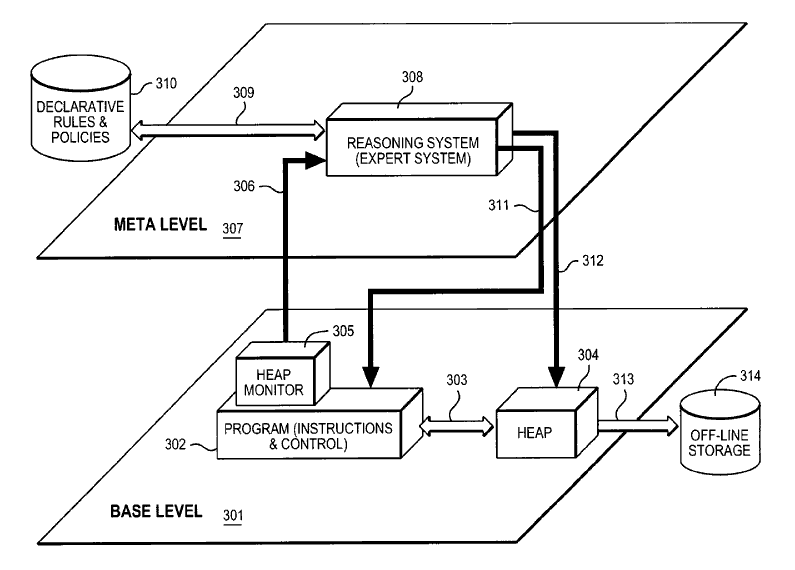 308
310
309
DECLARATIVE
RULES &
POLICIES
REASONING SYSTEM
(EXPERT SYSTEM)
306
311
META LEVEL 307
312
305
304
HEAP
MONITOR
303
313
314
302
PROGRAM (INSTRUCTIONS
& CONTROL)
HEAP
OFF-LINE
STORAGE
BASE LEVEL 301